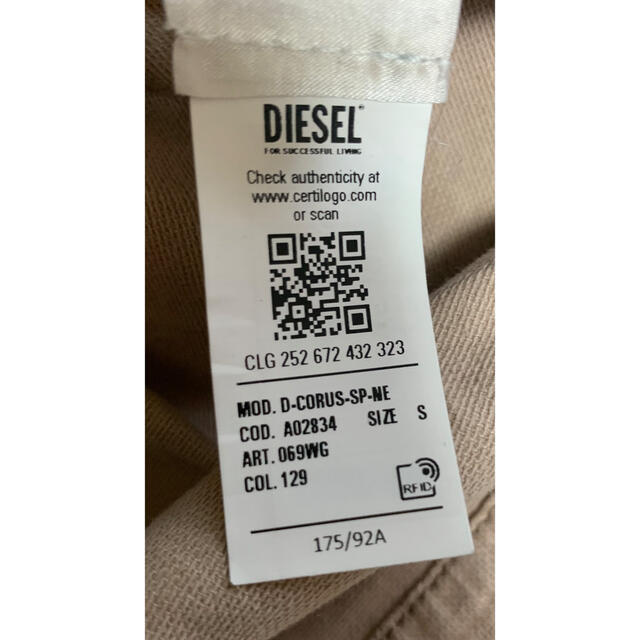 DIESEL
FOR SUCCESSFUL LIVING
Check authenticity at
www.certilogo.com
or scan
CLG 252 672 432 323
MOD. D-CORUS-SP-NE
COD. A02834 SIZE S
ART. 069WG
COL. 129
RFID
175/92A